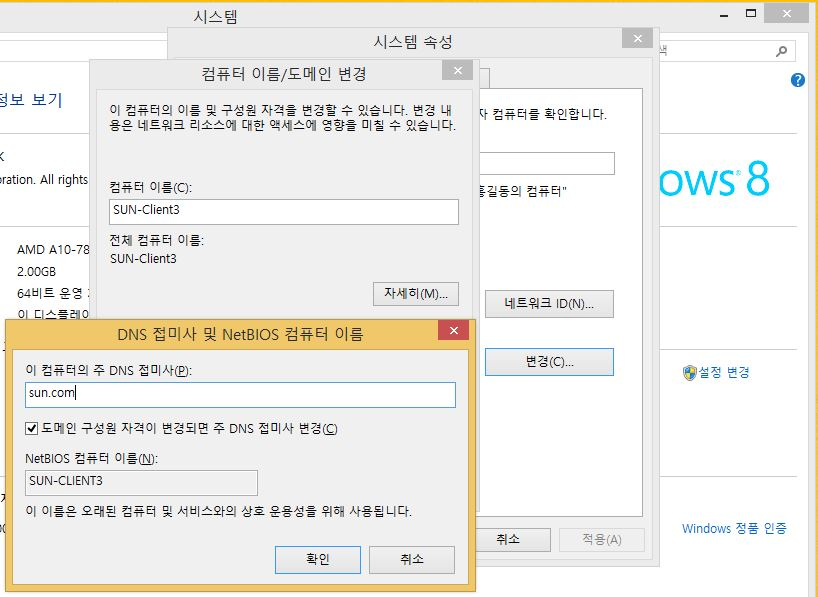 시스템
시스템 속성
컴퓨터 이름/도메인 변경
정보 보기
이 컴퓨터의 이름 및 구성원 자격을 변경할 수 있습니다. 변경 내
용은 네트워크 리소스에 대한 액세스에 영향을 미칠 수 있습니다.
컴퓨터를 확인합니다.
All rights
컴퓨터 이름(C):
SUN-Client3
컴퓨터"
8
전체 컴퓨터 이름:
SUN-Client3
AMD A10-78
2.00GB
64비트 운영
이 디스플레이
자세히(M)...
네트워크 ID(N)...
변경(C)...
설정 변경
DNS 접미사 및 NetBIOS 컴퓨터 이름
이 컴퓨터의 주 DNS 접미사(P):
sun.com
도메인 구성원 자격이 변경되면 주 DNS 접미사 변경(C)
NetBIOS 컴퓨터 이름(N):
SUN-CLIENT3
이 이름은 오래된 컴퓨터 및 서비스와의 상호 운용성을 위해 사용됩니다.
확인
취소
취소
적용(A)
Windows 정품 인증